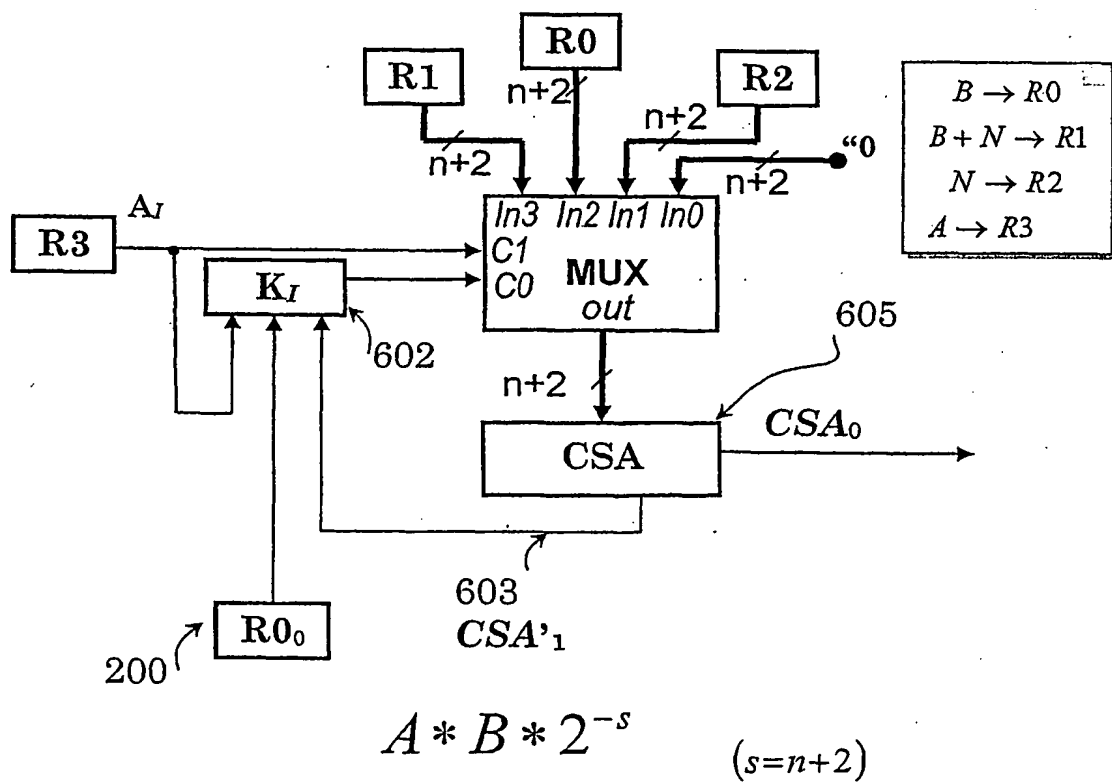 R0
R1
R2
n+2
n+2
n+2
n+2
“0
B → R0
B + N → R1
N → R2
A → R3
In3 In2 In1 In0
C1
C0
MUX
out
R3
A_I
K_I
602
n+2
605
CSA
CSA₀
603
CSA’₁
R0₀
200
A * B * 2^{-s}
(s=n+2)